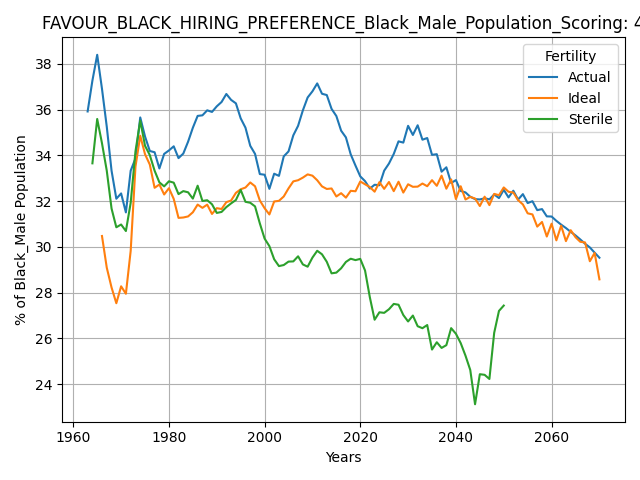 FAVOUR_BLACK_HIRING_PREFERENCE_Black_Male_Population_Scoring: 4
Fertility
Actual
Ideal
Sterile
% of Black_Male Population
38
36
34
32
30
28
26
24
1960
1980
2000
2020
2040
2060
Years